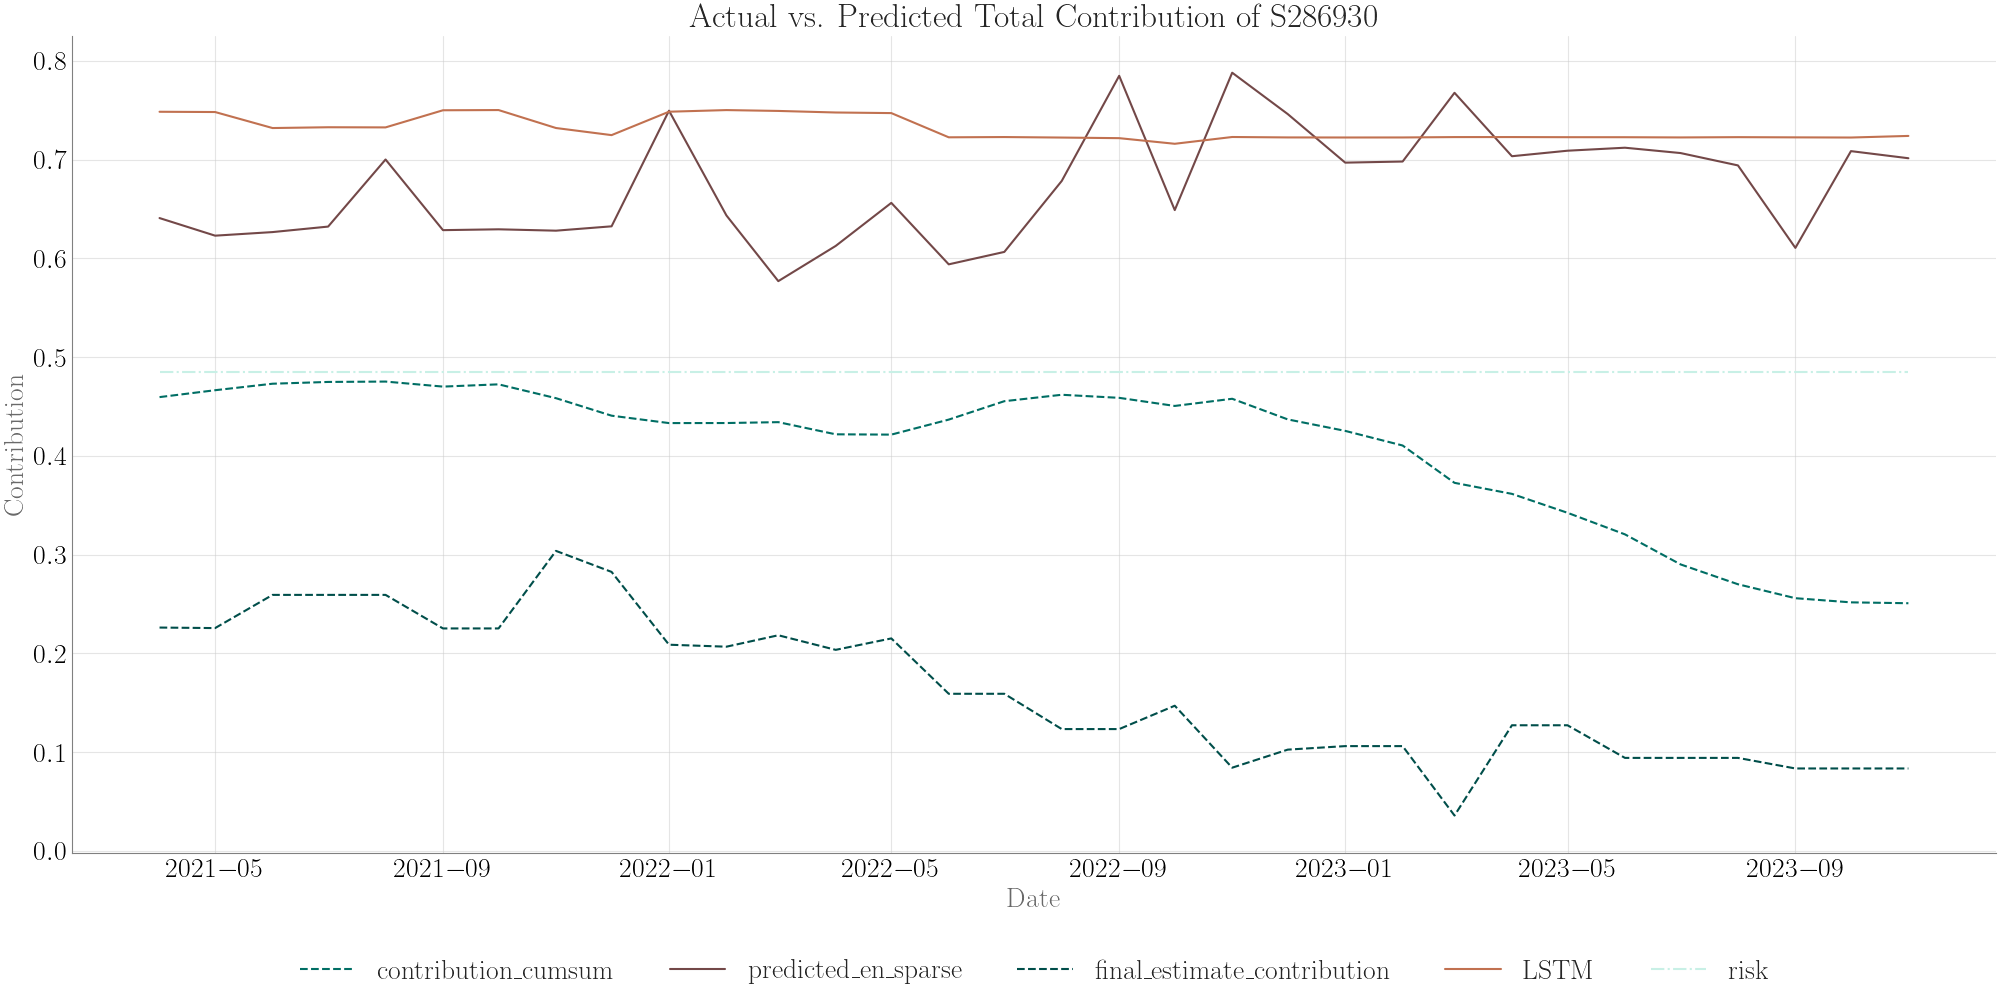 Actual vs. Predicted Total Contribution of S286930
0.8
0.7
0.6
0.5
0.4
0.3
0.2
0.1
0.0
Contribution
2021−05 2021−09 2022−01 2022−05 2022−09 2023−01 2023−05 2023−09
Date
contribution_cumsum predicted_en_sparse final_estimate_contribution LSTM risk